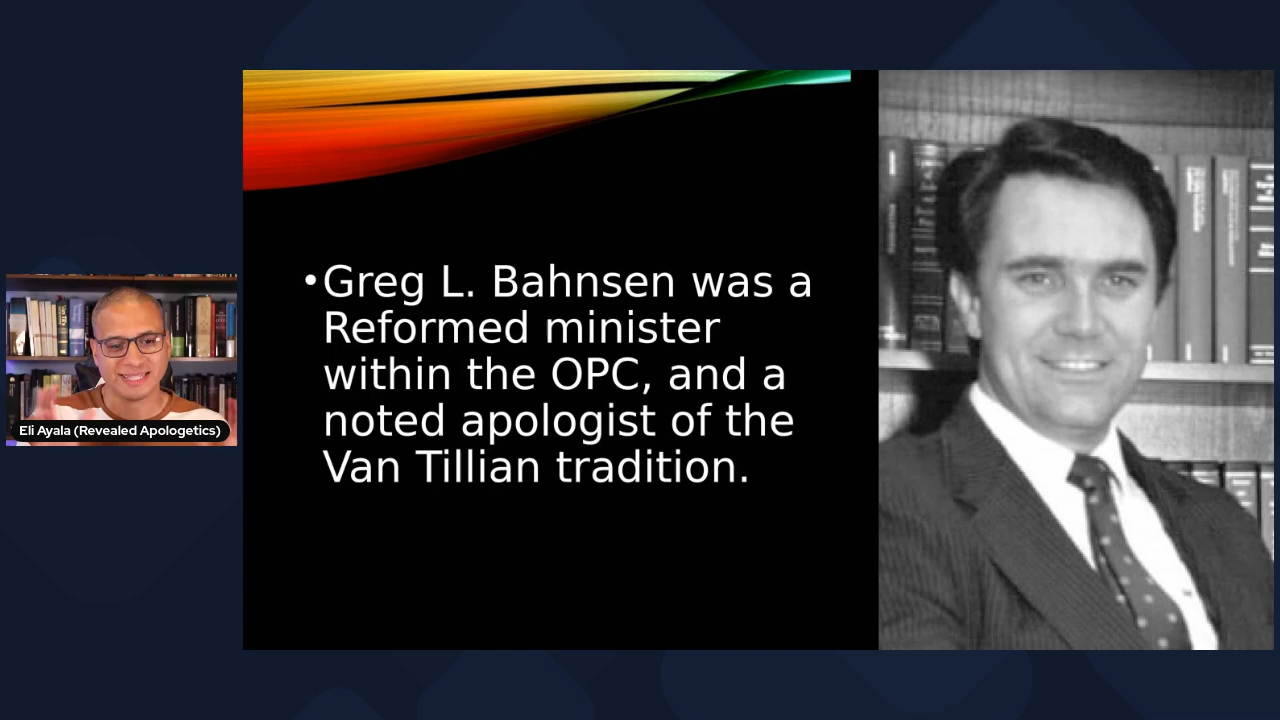 •Greg L. Bahnsen was a
Reformed minister
within the OPC, and a
noted apologist of the
Van Tillian tradition.
Eli Ayala (Revealed Apologetics)